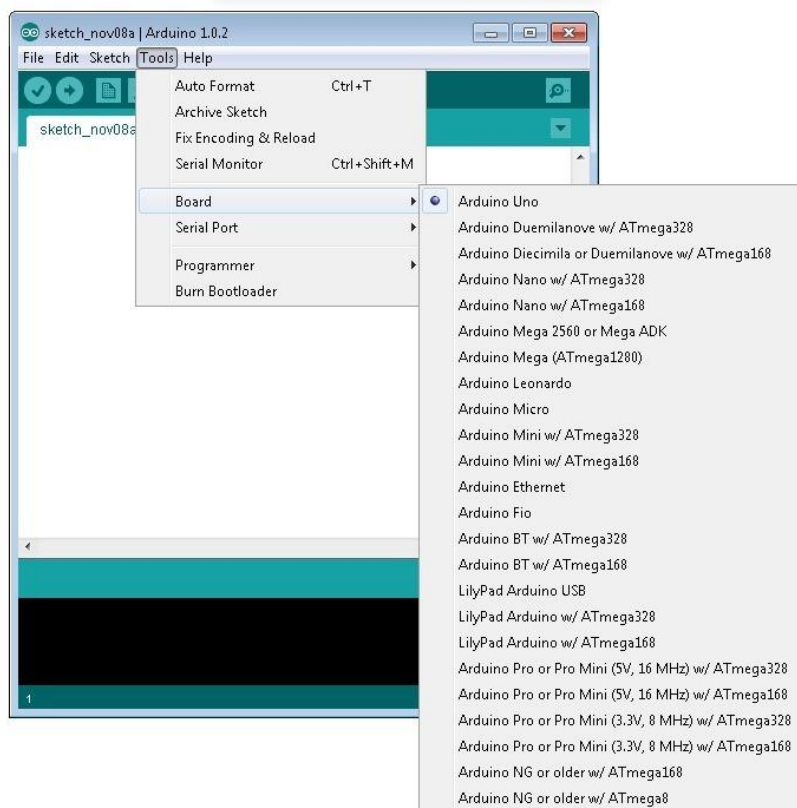 sketch_nov08a | Arduino 1.0.2
File Edit Sketch Tools Help
sketch_nov08a
Auto Format Ctrl+T
Archive Sketch
Fix Encoding & Reload
Serial Monitor Ctrl+Shift+M
Board
Serial Port
Programmer
Burn Bootloader
Arduino Uno
Arduino Duemilanove w/ ATmega328
Arduino Diecimila or Duemilanove w/ ATmega168
Arduino Nano w/ ATmega328
Arduino Nano w/ ATmega168
Arduino Mega 2560 or Mega ADK
Arduino Mega (ATmega1280)
Arduino Leonardo
Arduino Micro
Arduino Mini w/ ATmega328
Arduino Mini w/ ATmega168
Arduino Ethernet
Arduino Fio
Arduino BT w/ ATmega328
Arduino BT w/ ATmega168
LilyPad Arduino USB
LilyPad Arduino w/ ATmega328
LilyPad Arduino w/ ATmega168
Arduino Pro or Pro Mini (5V, 16 MHz) w/ ATmega328
Arduino Pro or Pro Mini (5V, 16 MHz) w/ ATmega168
Arduino Pro or Pro Mini (3.3V, 8 MHz) w/ ATmega328
Arduino Pro or Pro Mini (3.3V, 8 MHz) w/ ATmega168
Arduino NG or older w/ ATmega168
Arduino NG or older w/ ATmega8
1